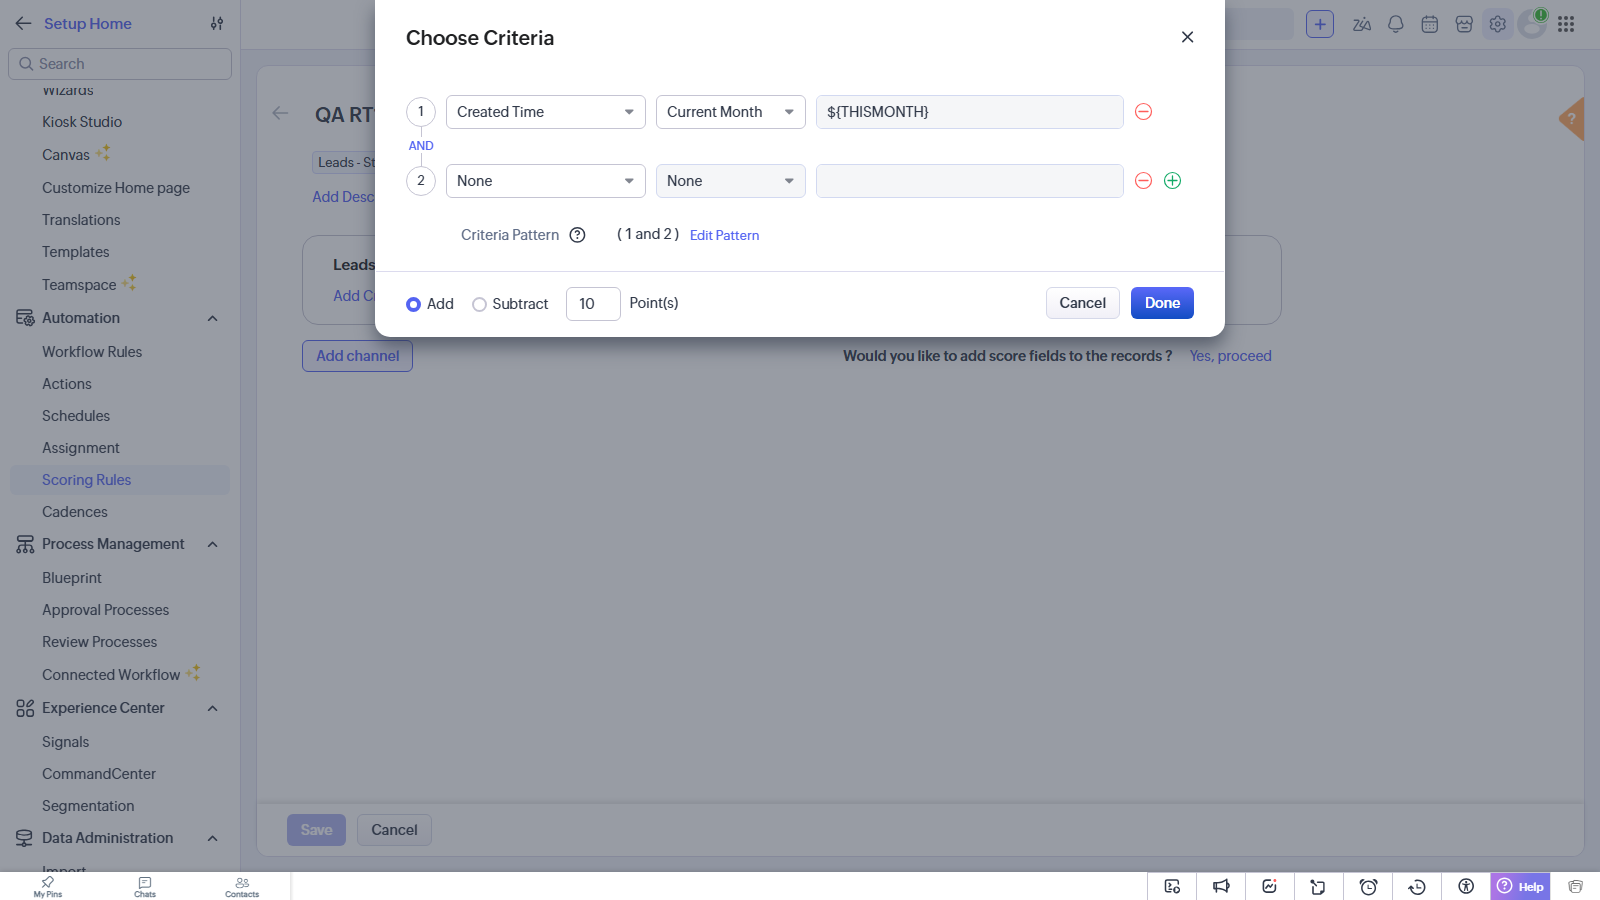 Setup Home
Search
Wizards
Kiosk Studio
Canvas
Customize Home page
Translations
Templates
Teamspace
Automation
Workflow Rules
Actions
Schedules
Assignment
Scoring Rules
Cadences
Process Management
Blueprint
Approval Processes
Review Processes
Connected Workflow
Experience Center
Signals
CommandCenter
Segmentation
Data Administration
Import
Choose Criteria
1
Created Time
Current Month
${THISMONTH}
AND
2
None
None
Criteria Pattern ? ( 1 and 2 ) Edit Pattern
Add
Subtract
10
Point(s)
Cancel
Done
QA RT
Leads - St
Add Desc
Leads
Add Cr
Add channel
Would you like to add score fields to the records ? Yes, proceed
?
Save
Cancel
My Pins
Chats
Contacts
Help